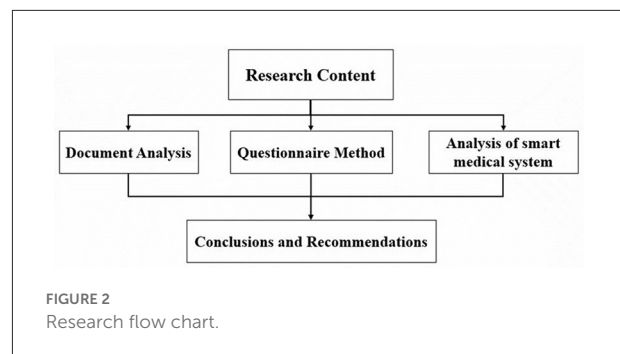 Research Content
Document Analysis
Questionnaire Method
Analysis of smart
medical system
Conclusions and Recommendations
FIGURE 2
Research flow chart.